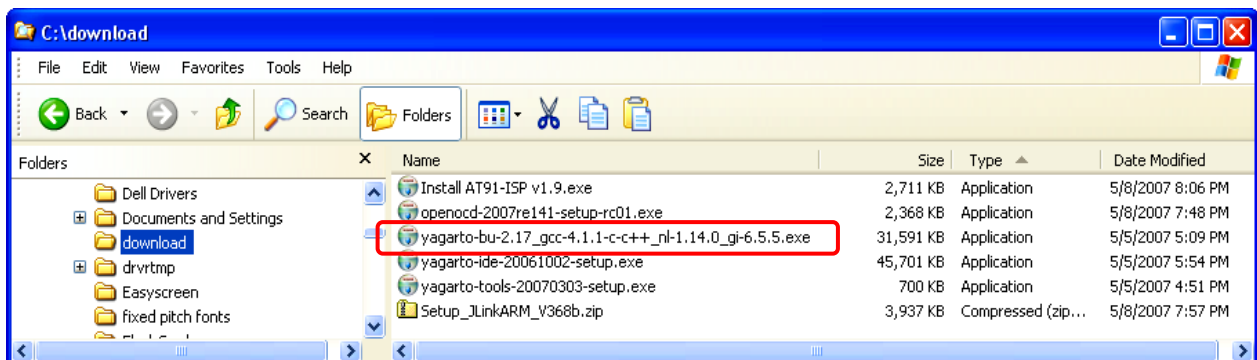 C:\download
File Edit View Favorites Tools Help
Back Search Folders
Folders x Name Size Type Date Modified
Dell Drivers
Documents and Settings
download
drvrtmp
Easyscreen
fixed pitch fonts
Install AT91-ISP v1.9.exe 2,711 KB Application 5/8/2007 8:06 PM
openocd-2007re141-setup-rc01.exe 2,368 KB Application 5/8/2007 7:48 PM
yagarto-bu-2.17_gcc-4.1.1-c-c++_nl-1.14.0_gi-6.5.5.exe 31,591 KB Application 5/5/2007 5:09 PM
yagarto-ide-20061002-setup.exe 45,701 KB Application 5/5/2007 5:54 PM
yagarto-tools-20070303-setup.exe 700 KB Application 5/5/2007 4:51 PM
Setup_JLinkARM_V368b.zip 3,937 KB Compressed (zip... 5/8/2007 7:57 PM